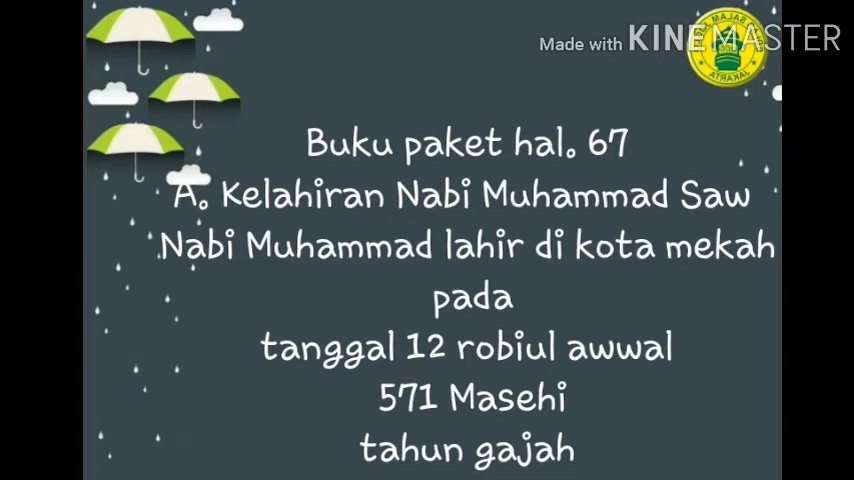 Made with KINEMASTER
Buku paket hal. 67
A. Kelahiran Nabi Muhammad Saw
Nabi Muhammad lahir di kota mekah
pada
tanggal 12 robiul awwal
571 Masehi
tahun gajah